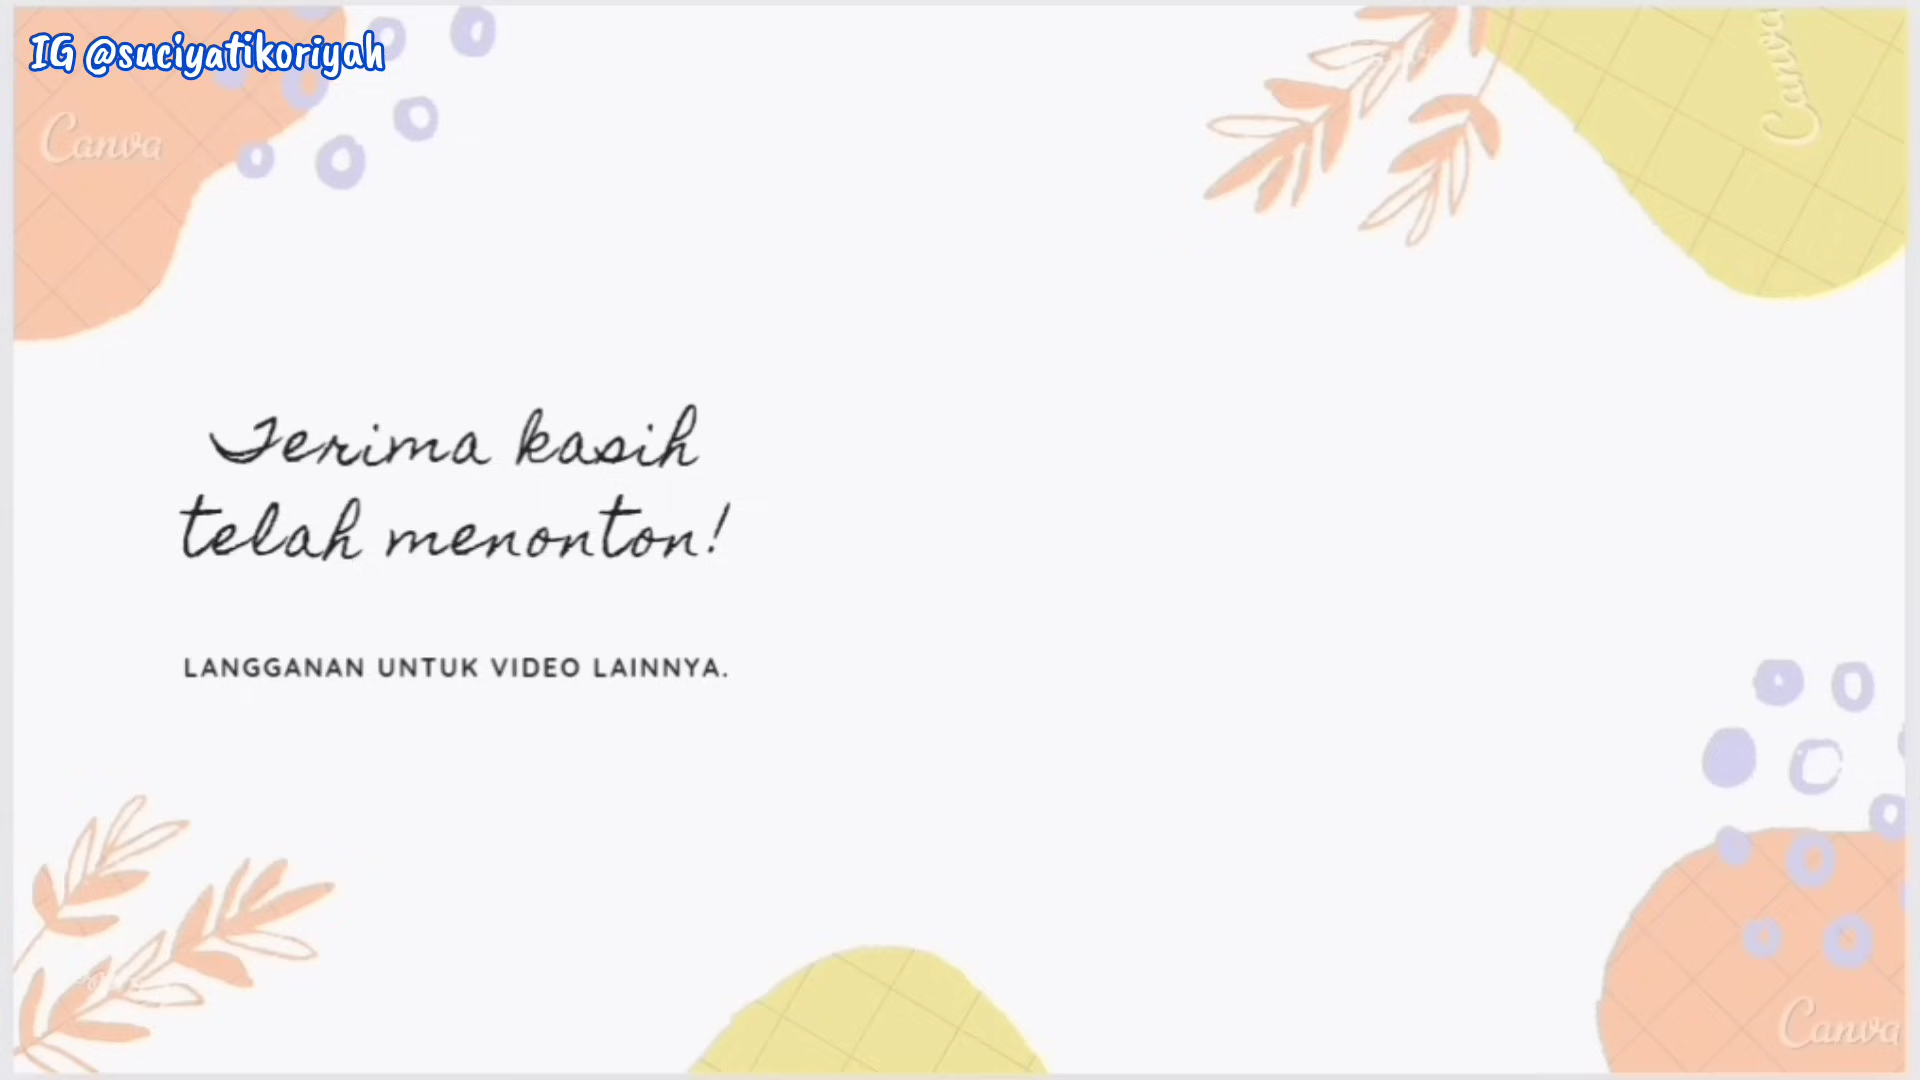 IG @suciyatikoriyah
Canva
Canva
Terima kasih
telah menonton!
LANGGANAN UNTUK VIDEO LAINNYA.
Canva